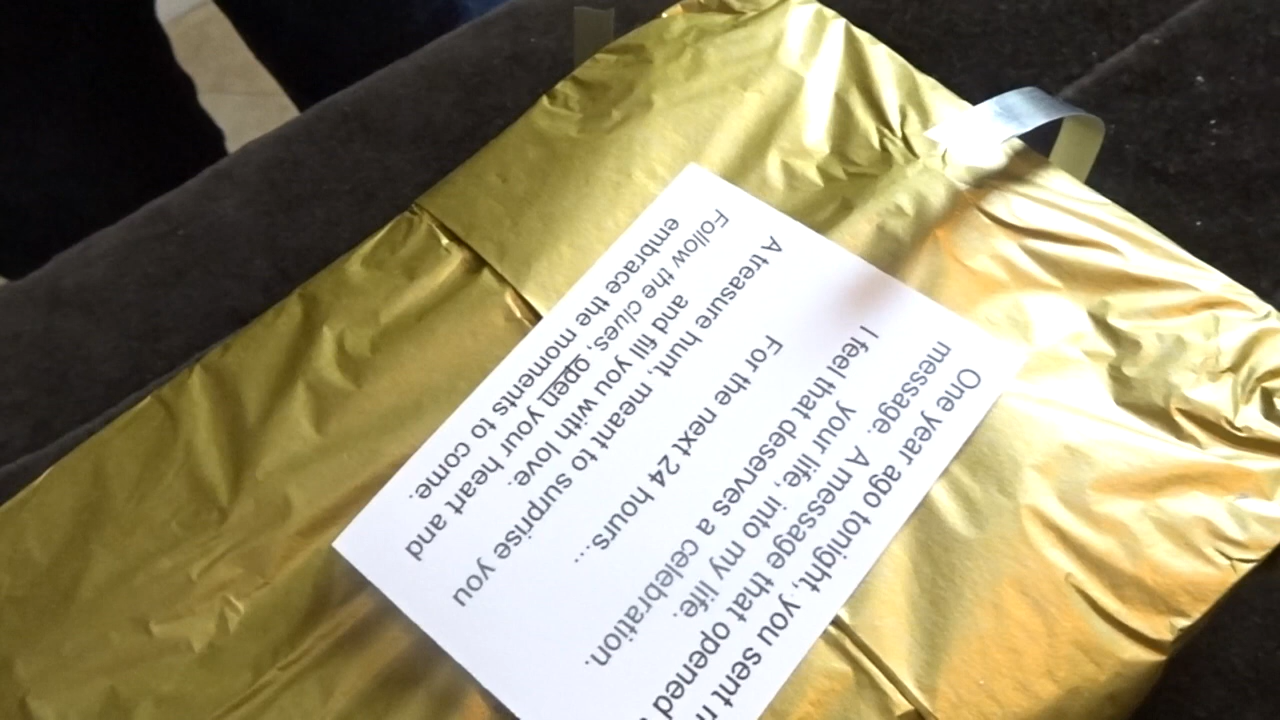 One year ago tonight, you sent
message. A message that opened
your life, into my life.
I feel that deserves a celebration.
For the next 24 hours...
A treasure hunt, meant to surprise you
and fill you with love.
Follow the clues, open your heart and
embrace the moments to come.